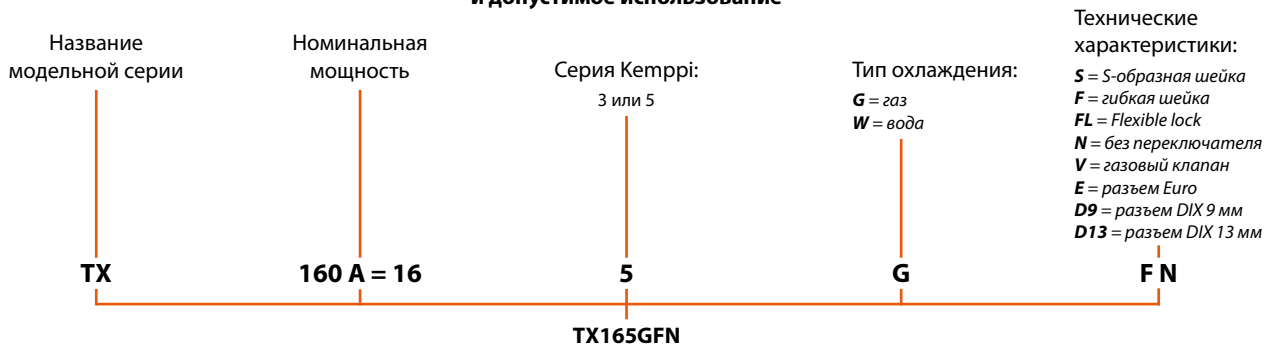 и допустимое использование
Название
модельной серии
Номинальная
мощность
Серия Kemppi:
3 или 5
Тип охлаждения:
G = газ
W = вода
Технические
характеристики:
S = S-образная шейка
F = гибкая шейка
FL = Flexible lock
N = без переключателя
V = газовый клапан
E = разъем Euro
D9 = разъем DIX 9 мм
D13 = разъем DIX 13 мм
TX
160 A = 16
5
G
F N
TX165GFN